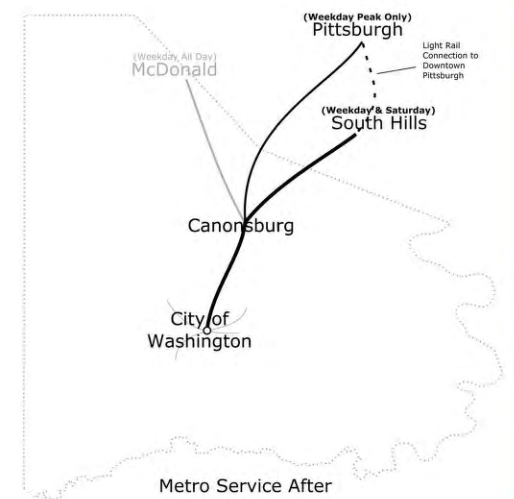 (Weekday Peak Only)
Pittsburgh
Light Rail
Connection to
Downtown
Pittsburgh
(Weekday All Day)
McDonald
(Weekday & Saturday)
South Hills
Canonsburg
City of
Washington
Metro Service After